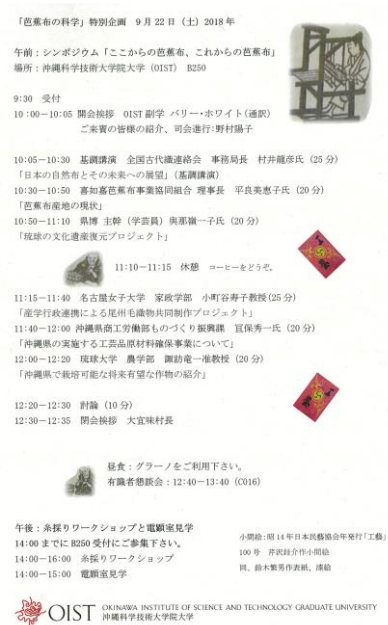 「芭蕉布の科学」特別企画 9月22日（土）2018年
午前：シンポジウム「ここからの芭蕉布、これからの芭蕉布」
場所：沖縄科学技術大学院大学（OIST） B250
9:30 受付
10:00-10:05 開会挨拶 OIST 副学 バリー・ホワイト（通訳）
ご来賓の皆様の紹介、司会進行：野村陽子
10:05-10:30 基調講演 全国古代織連絡会 事務局長 村井龍彦氏（25分）
「日本の自然布とその未来への展望」（基調講演）
10:30-10:50 喜如嘉芭蕉布事業協同組合 理事長 平良美恵子氏（20分）
「芭蕉布産地の現状」
10:50-11:10 県博 主幹（学芸員）與那嶺一子氏（20分）
「琉球の文化遺産復元プロジェクト」
11:10-11:15 休憩 コーヒーをどうぞ。
11:15-11:40 名古屋女子大学 家政学部 小町谷寿子教授（25分）
「産学行政連携による尾州毛織物共同制作プロジェクト」
11:40-12:00 沖縄県商工労働部ものづくり振興課 冝保秀一氏（20分）
「沖縄県の実施する工芸品原材料確保事業について」
12:00-12:20 琉球大学 農学部 諏訪竜一准教授（20分）
「沖縄県で栽培可能な将来有望な作物の紹介」
12:20-12:30 討論（10分）
12:30-12:35 閉会挨拶 大宜味村長
昼食：グラーノをご利用下さい。
有識者懇談会：12:40-13:40（C016）
午後：糸採りワークショップと電顕室見学
14:00までにB250受付にご参集下さい。
14:00-16:00 糸採りワークショップ
14:00-15:00 電顕室見学
小間絵：昭14年日本民藝協会年発行「工藝」
100号 芹沢銈介作小間絵
同、鈴木繁男作表紙、漆絵
OIST OKINAWA INSTITUTE OF SCIENCE AND TECHNOLOGY GRADUATE UNIVERSITY
沖縄科学技術大学院大学